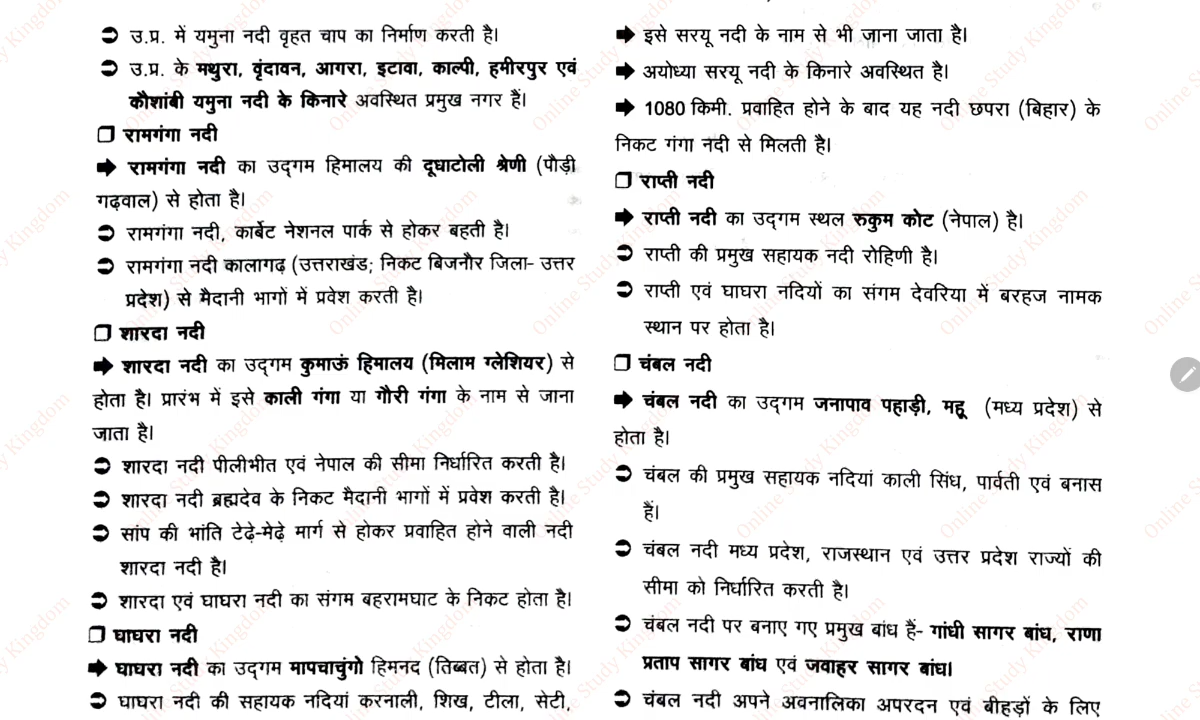 उ.प्र. में यमुना नदी वृहत चाप का निर्माण करती है।
उ.प्र. के मथुरा, वृंदावन, आगरा, इटावा, काल्पी, हमीरपुर एवं
कौशांबी यमुना नदी के किनारे अवस्थित प्रमुख नगर हैं।
रामगंगा नदी
रामगंगा नदी का उद्गम हिमालय की दूधाटोली श्रेणी (पौड़ी
गढ़वाल) से होता है।
रामगंगा नदी, कार्बेट नेशनल पार्क से होकर बहती है।
रामगंगा नदी कालागढ़ (उत्तराखंड; निकट बिजनौर जिला- उत्तर
प्रदेश) से मैदानी भागों में प्रवेश करती है।
शारदा नदी
शारदा नदी का उद्गम कुमाऊं हिमालय (मिलाम ग्लेशियर) से
होता है। प्रारंभ में इसे काली गंगा या गौरी गंगा के नाम से जाना
जाता है।
शारदा नदी पीलीभीत एवं नेपाल की सीमा निर्धारित करती है।
शारदा नदी ब्रह्मदेव के निकट मैदानी भागों में प्रवेश करती है।
सांप की भांति टेढ़े-मेढ़े मार्ग से होकर प्रवाहित होने वाली नदी
शारदा नदी है।
शारदा एवं घाघरा नदी का संगम बहरामघाट के निकट होता है।
घाघरा नदी
घाघरा नदी का उद्गम मापचाचुंगो हिमनद (तिब्बत) से होता है।
घाघरा नदी की सहायक नदियां करनाली, शिख, टीला, सेटी,
इसे सरयू नदी के नाम से भी जाना जाता है।
अयोध्या सरयू नदी के किनारे अवस्थित है।
1080 किमी. प्रवाहित होने के बाद यह नदी छपरा (बिहार) के
निकट गंगा नदी से मिलती है।
राप्ती नदी
राप्ती नदी का उद्गम स्थल रुकुम कोट (नेपाल) है।
राप्ती की प्रमुख सहायक नदी रोहिणी है।
राप्ती एवं घाघरा नदियों का संगम देवरिया में बरहज नामक
स्थान पर होता है।
चंबल नदी
चंबल नदी का उद्गम जनापाव पहाड़ी, महू (मध्य प्रदेश) से
होता है।
चंबल की प्रमुख सहायक नदियां काली सिंध, पार्वती एवं बनास
हैं।
चंबल नदी मध्य प्रदेश, राजस्थान एवं उत्तर प्रदेश राज्यों की
सीमा को निर्धारित करती है।
चंबल नदी पर बनाए गए प्रमुख बांध हैं- गांधी सागर बांध, राणा
प्रताप सागर बांध एवं जवाहर सागर बांध।
चंबल नदी अपने अवनालिका अपरदन एवं बीहड़ों के लिए
Online Study Kingdom